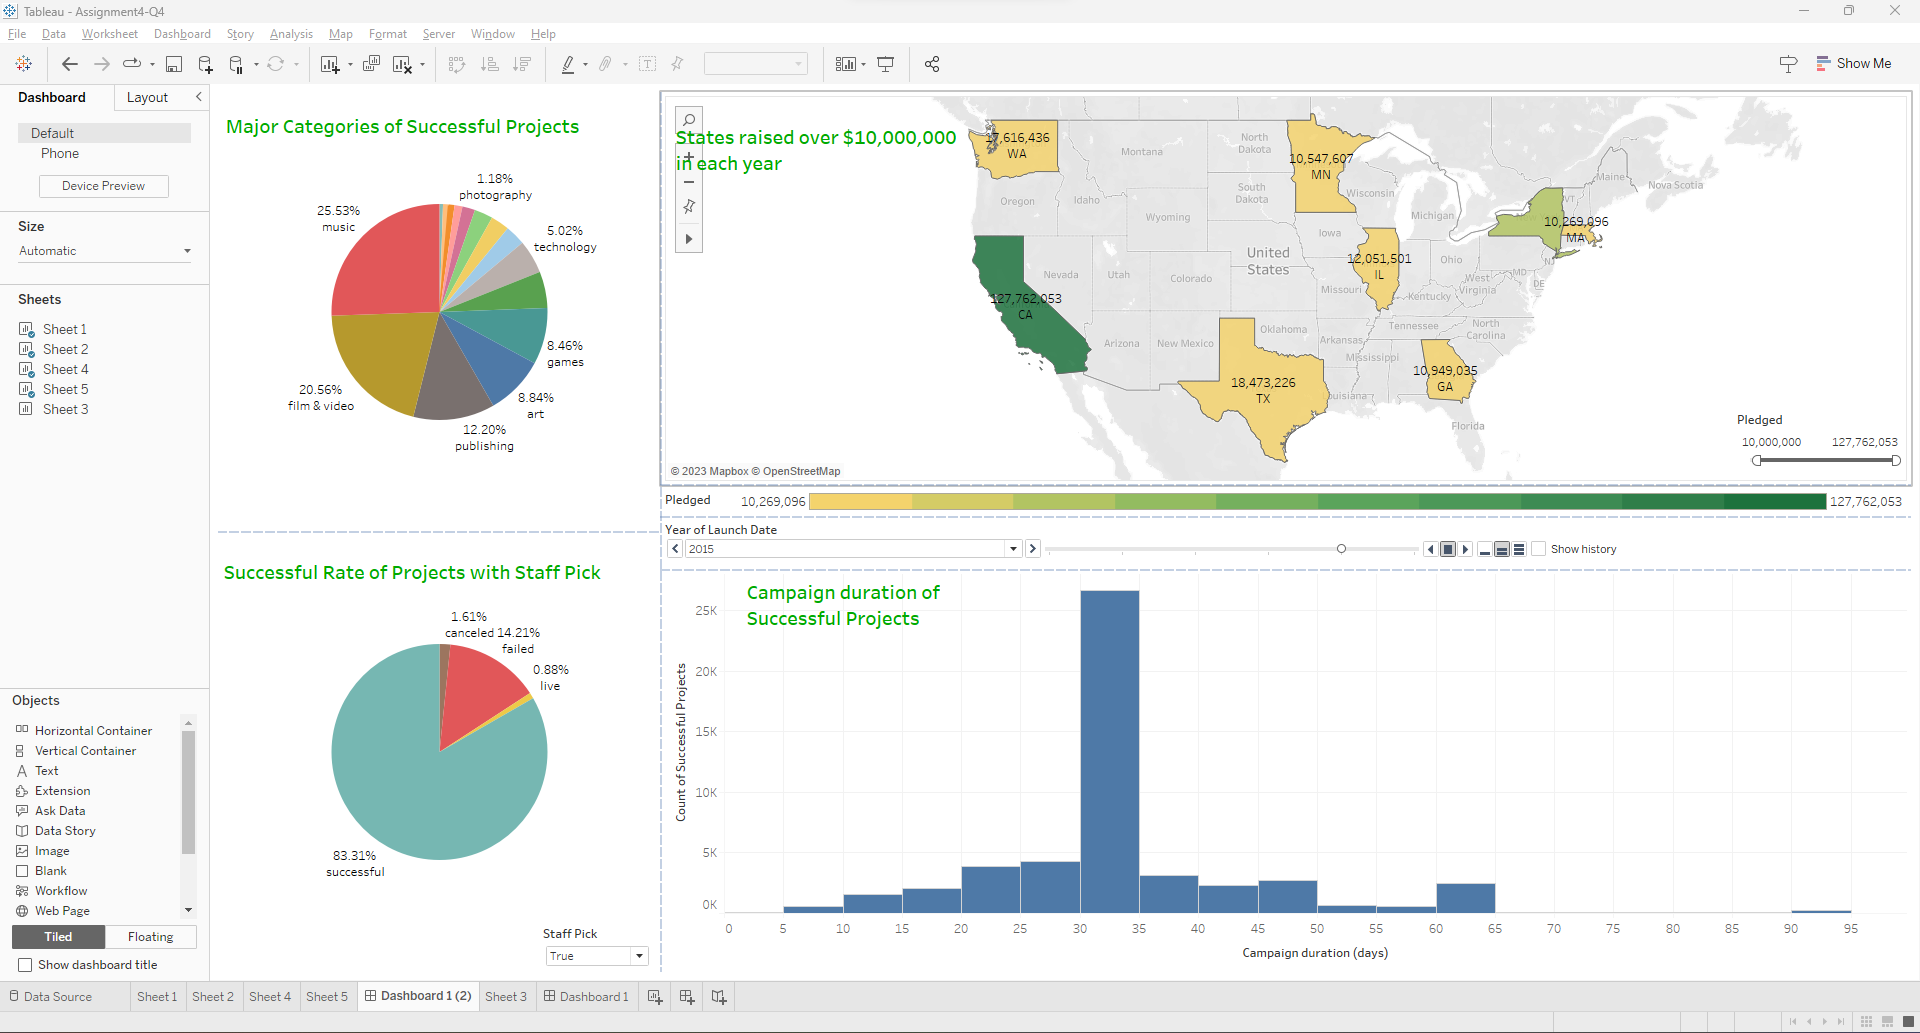 Tableau - Assignment4-Q4
File Data Worksheet Dashboard Story Analysis Map Format Server Window Help
Show Me
Dashboard Layout
Default
Phone
Device Preview
Size
Automatic
Sheets
Sheet 1
Sheet 2
Sheet 4
Sheet 5
Sheet 3
Objects
Horizontal Container
Vertical Container
Text
Extension
Ask Data
Data Story
Image
Blank
Workflow
Web Page
Tiled Floating
Show dashboard title
Major Categories of Successful Projects
1.18%
photography
25.53%
music
5.02%
technology
8.46%
games
20.56%
film & video
8.84%
art
12.20%
publishing
Successful Rate of Projects with Staff Pick
1.61%
canceled 14.21%
failed
0.88%
live
83.31%
successful
Staff Pick
True
States raised over $10,000,000
in each year
17,616,436
WA
Montana
North
Dakota
10,547,607
MN
Maine
Nova Scotia
Oregon
Idaho
South
Dakota
Wisconsin
Michigan
VT
Wyoming
10,269,096
MA
Iowa
United
States
12,051,501
IL
Ohio
NJ
Nevada
Utah
Colorado
Missouri
West
Virginia
MD
DE
127,762,053
CA
Kentucky
Arizona
New Mexico
Oklahoma
Arkansas
Tennessee
North
Carolina
Mississippi
18,473,226
TX
Louisiana
10,949,035
GA
Florida
Pledged
10,000,000 127,762,053
© 2023 Mapbox © OpenStreetMap
Pledged 10,269,096 127,762,053
Year of Launch Date
2015
Show history
Campaign duration of
Successful Projects
Count of Successful Projects
25K
20K
15K
10K
5K
0K
0 5 10 15 20 25 30 35 40 45 50 55 60 65 70 75 80 85 90 95
Campaign duration (days)
Data Source Sheet 1 Sheet 2 Sheet 4 Sheet 5 Dashboard 1 (2) Sheet 3 Dashboard 1